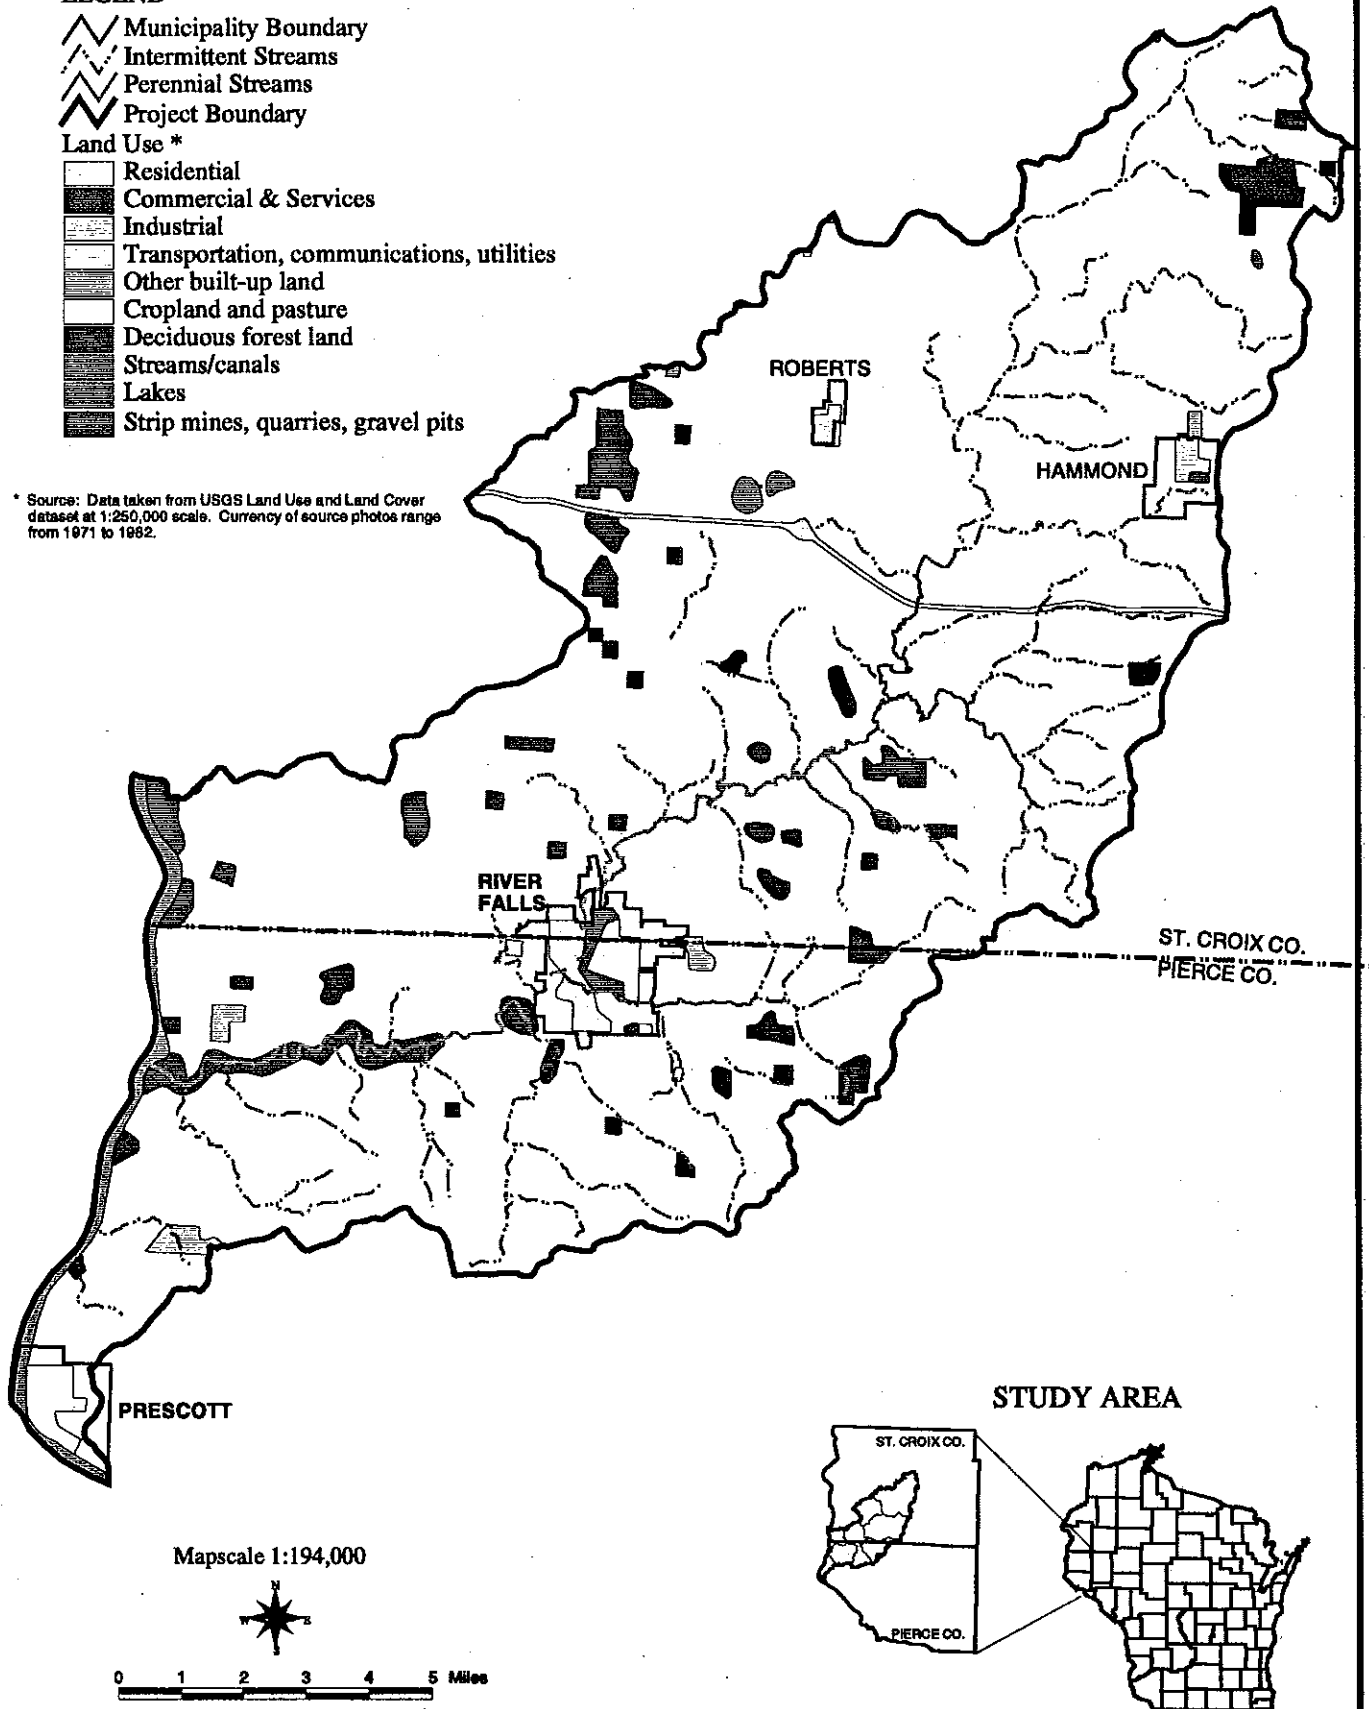 LEGEND
Municipality Boundary
Intermittent Streams
Perennial Streams
Project Boundary
Land Use *
Residential
Commercial & Services
Industrial
Transportation, communications, utilities
Other built-up land
Cropland and pasture
Deciduous forest land
Streams/canals
Lakes
Strip mines, quarries, gravel pits
* Source: Data taken from USGS Land Use and Land Cover
dataset at 1:250,000 scale. Currency of source photos range
from 1971 to 1982.
ROBERTS
HAMMOND
RIVER
FALLS
ST. CROIX CO.
PIERCE CO.
PRESCOTT
STUDY AREA
ST. CROIX CO.
PIERCE CO.
Mapscale 1:194,000
N
W E
S
0 1 2 3 4 5 Miles